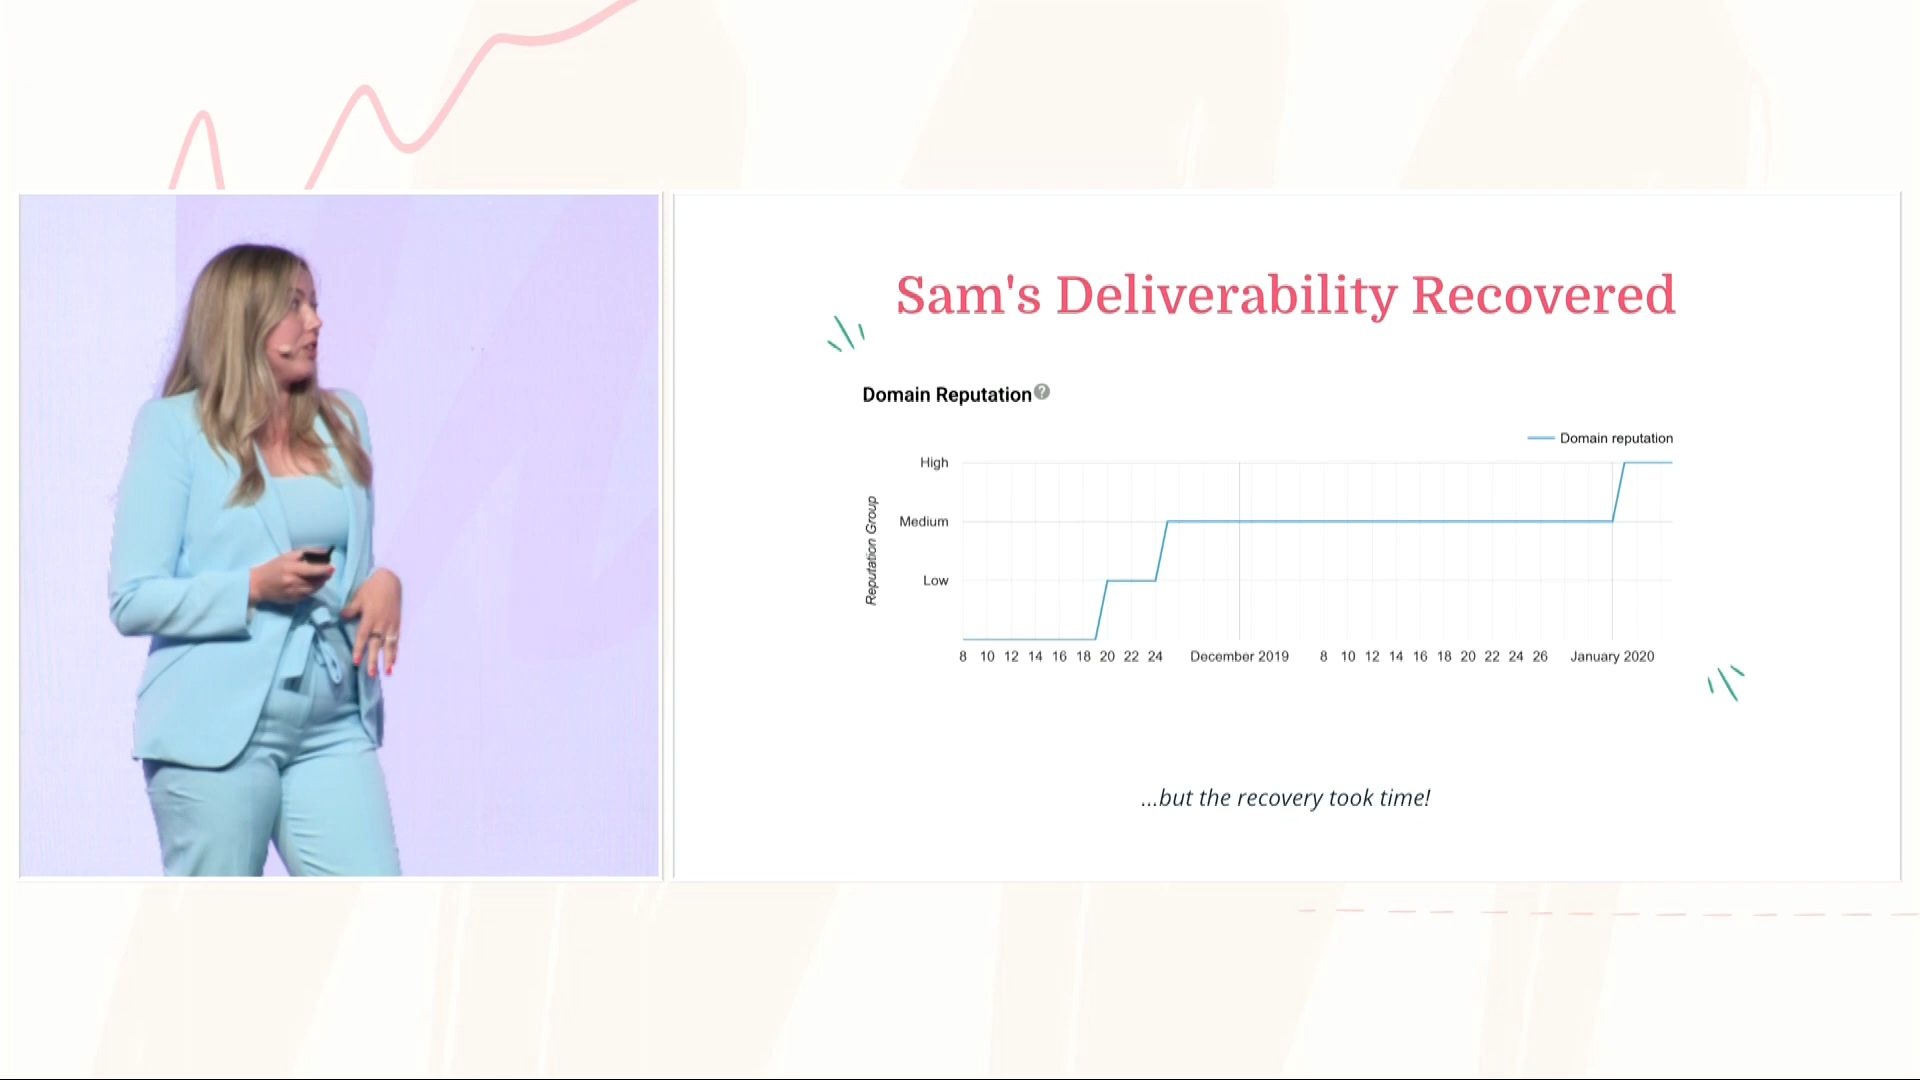 Sam's Deliverability Recovered
Domain Reputation ?
Domain reputation
High
Medium
Low
Reputation Group
8 10 12 14 16 18 20 22 24 December 2019 8 10 12 14 16 18 20 22 24 26 January 2020
...but the recovery took time!